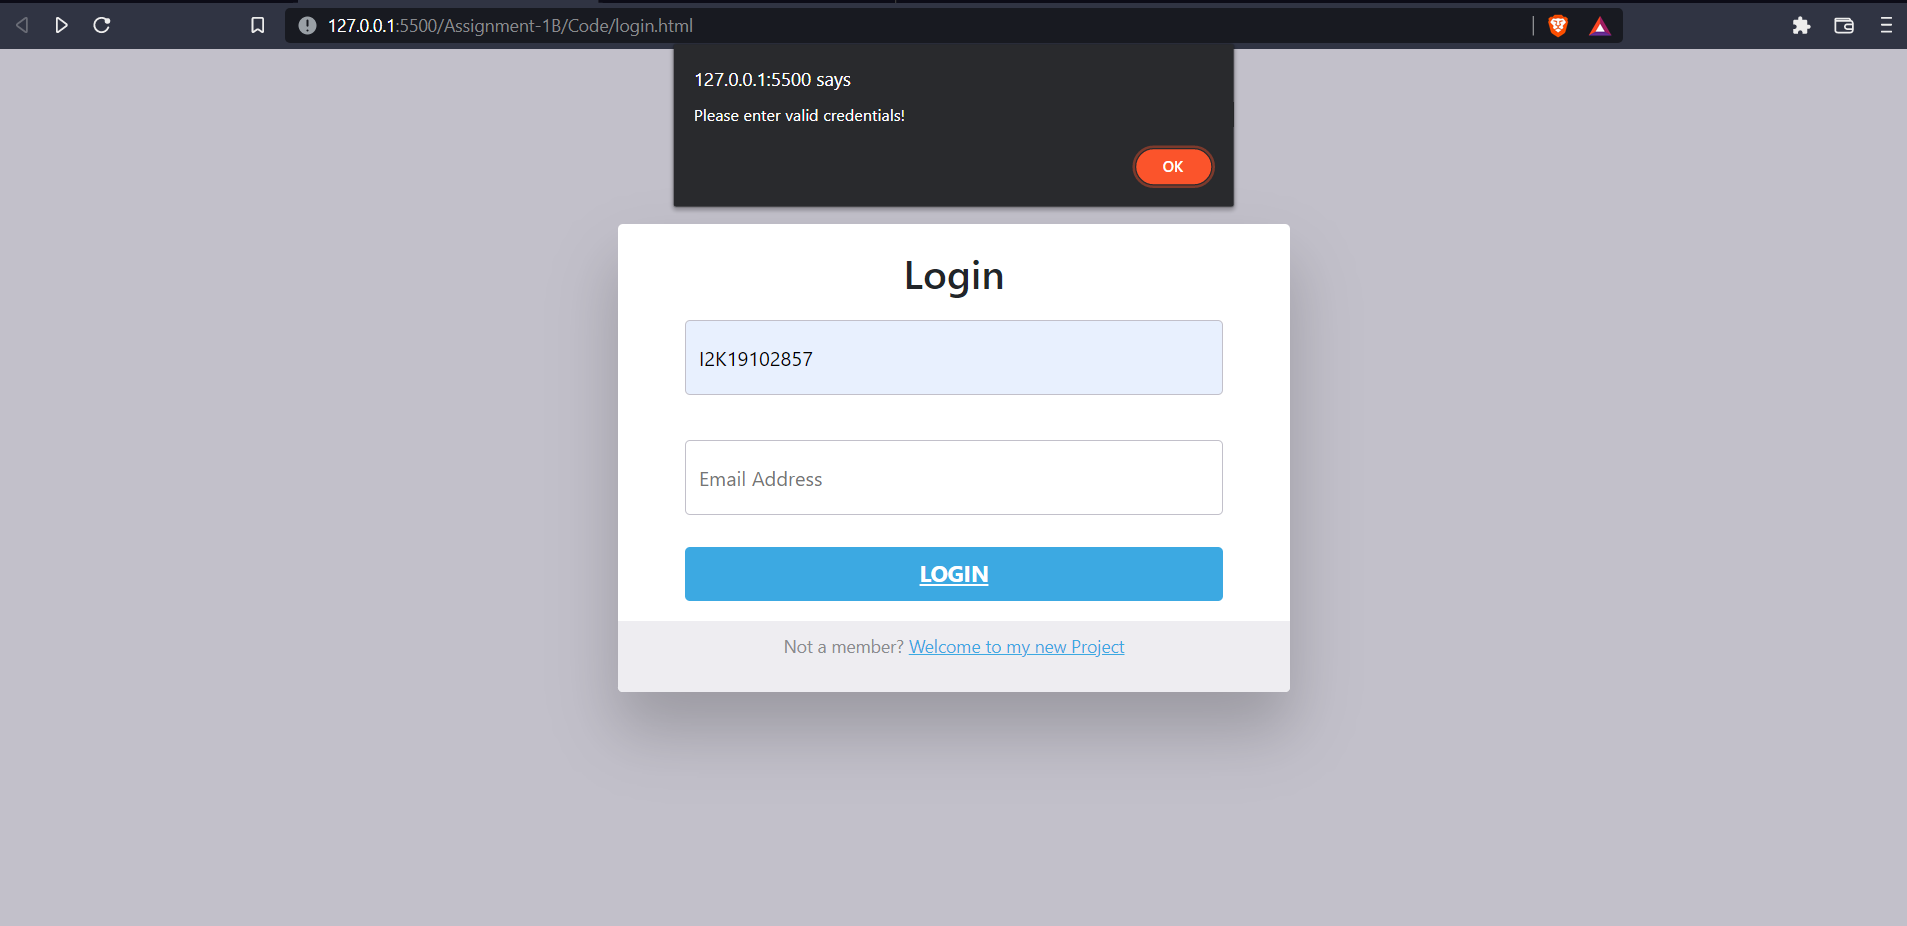 127.0.0.1:5500/Assignment-1B/Code/login.html
127.0.0.1:5500 says
Please enter valid credentials!
OK
Login
I2K19102857
Email Address
LOGIN
Not a member? Welcome to my new Project